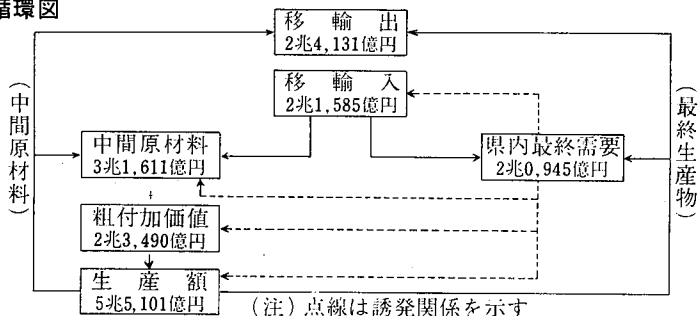 循環図
移輸出
2兆4,131億円
移輸入
2兆1,585億円
(中間原材料)
(最終生産物)
中間原材料
3兆1,611億円
県内最終需要
2兆0,945億円
+
粗付加価値
2兆3,490億円
生産額
5兆5,101億円
(注) 点線は誘発関係を示す